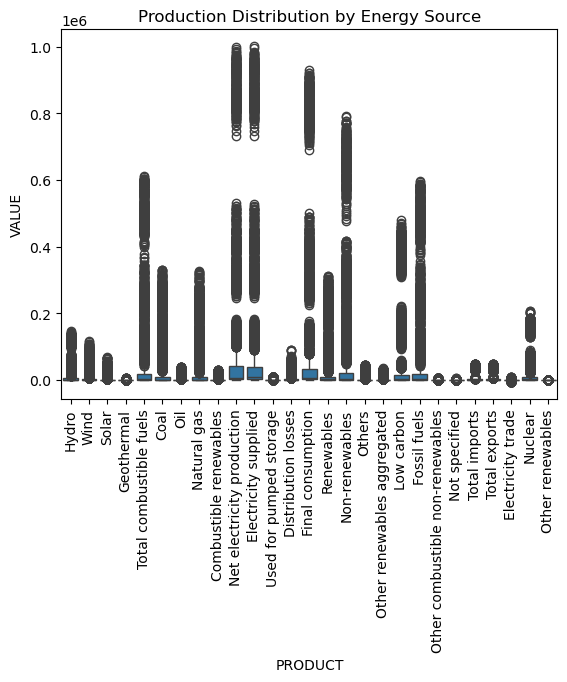 Production Distribution by Energy Source
1e6
1.0
0.8
0.6
0.4
0.2
0.0
VALUE
Hydro
Wind
Solar
Geothermal
Total combustible fuels
Coal
Oil
Natural gas
Combustible renewables
Net electricity production
Electricity supplied
Used for pumped storage
Distribution losses
Final consumption
Renewables
Non-renewables
Others
Other renewables aggregated
Low carbon
Fossil fuels
Other combustible non-renewables
Not specified
Total imports
Total exports
Electricity trade
Nuclear
Other renewables
PRODUCT